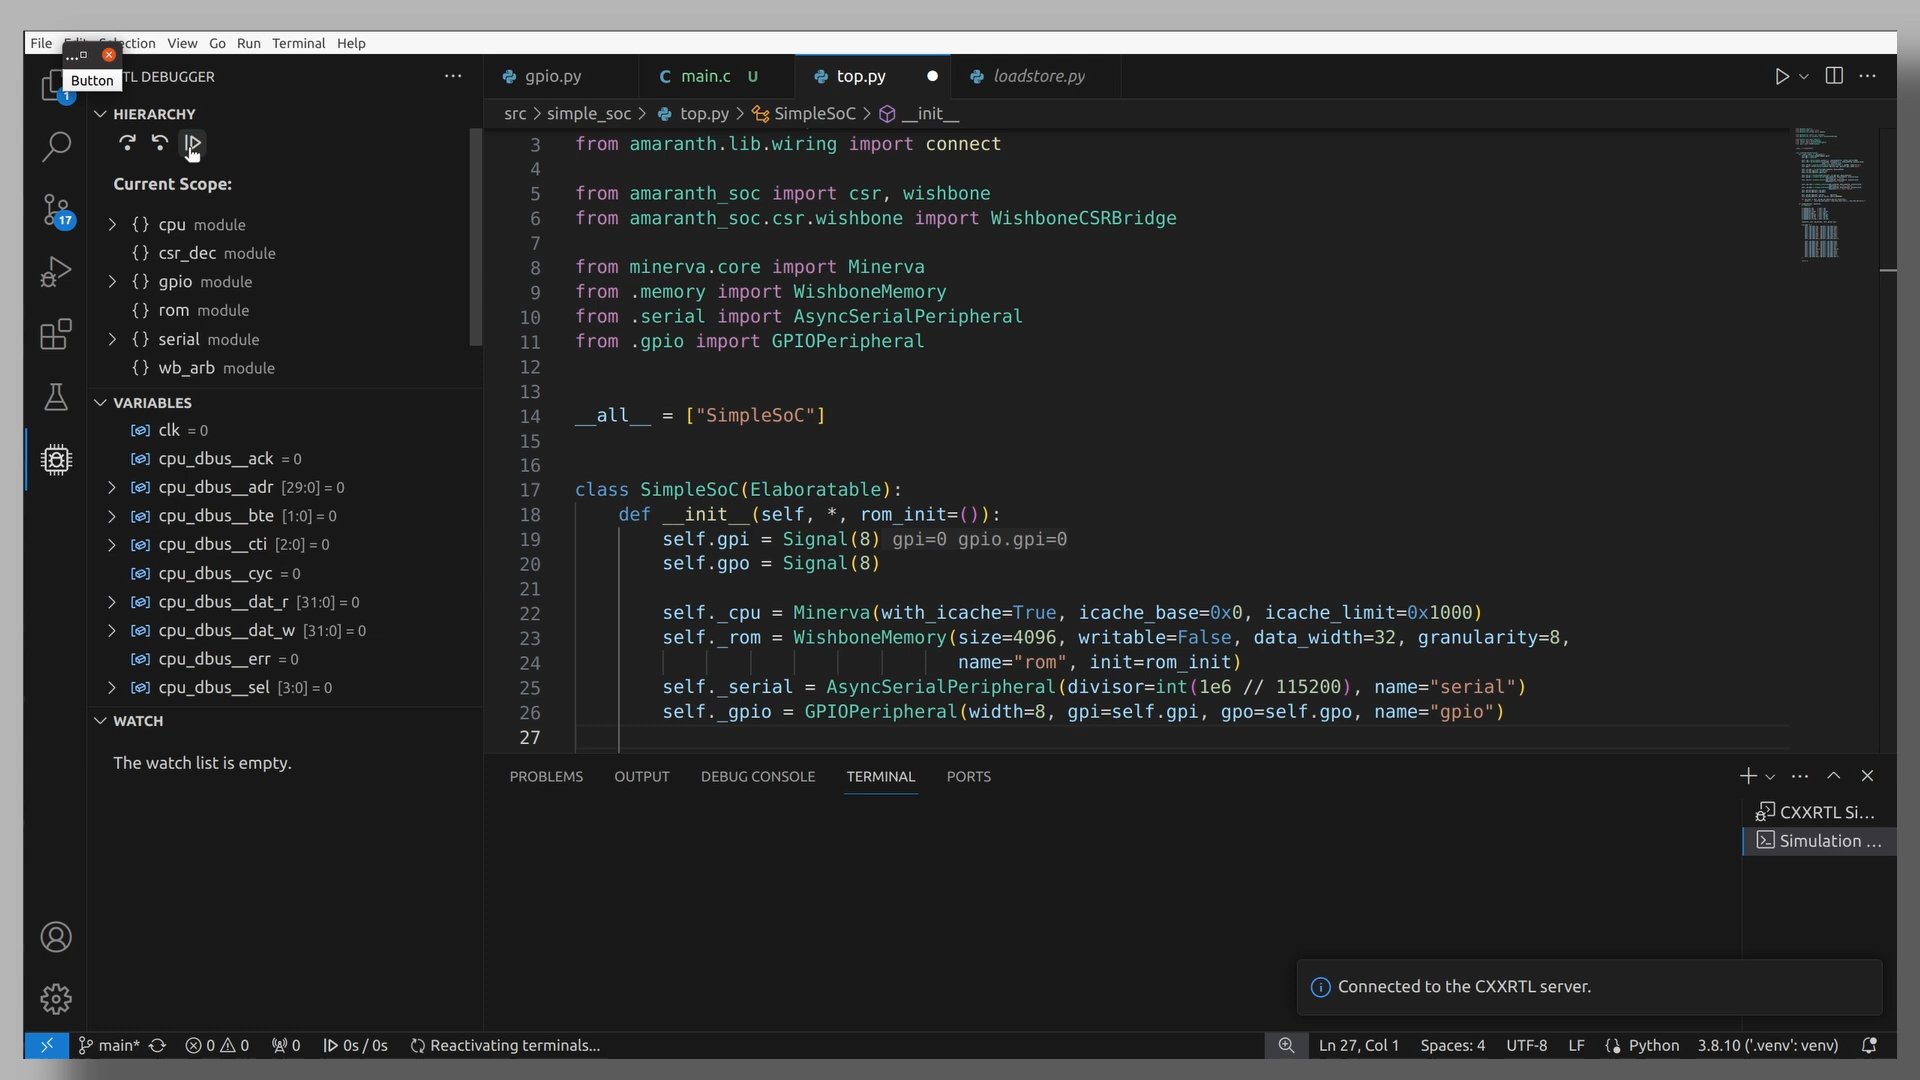 File Edit Selection View Go Run Terminal Help
Button
TL DEBUGGER
1
HIERARCHY
Current Scope:
{} cpu module
{} csr_dec module
{} gpio module
{} rom module
{} serial module
{} wb_arb module
17
VARIABLES
clk = 0
cpu_dbus__ack = 0
cpu_dbus__adr [29:0] = 0
cpu_dbus__bte [1:0] = 0
cpu_dbus__cti [2:0] = 0
cpu_dbus__cyc = 0
cpu_dbus__dat_r [31:0] = 0
cpu_dbus__dat_w [31:0] = 0
cpu_dbus__err = 0
cpu_dbus__sel [3:0] = 0
WATCH
The watch list is empty.
gpio.py
C main.c U
top.py
loadstore.py
src > simple_soc > top.py > SimpleSoC > __init__
3 from amaranth.lib.wiring import connect
4
5 from amaranth_soc import csr, wishbone
6 from amaranth_soc.csr.wishbone import WishboneCSRBridge
7
8 from minerva.core import Minerva
9 from .memory import WishboneMemory
10 from .serial import AsyncSerialPeripheral
11 from .gpio import GPIOPeripheral
12
13
14 __all__ = ["SimpleSoC"]
15
16
17 class SimpleSoC(Elaboratable):
18 def __init__(self, *, rom_init=()):
19 self.gpi = Signal(8) gpi=0 gpio.gpi=0
20 self.gpo = Signal(8)
21
22 self._cpu = Minerva(with_icache=True, icache_base=0x0, icache_limit=0x1000)
23 self._rom = WishboneMemory(size=4096, writable=False, data_width=32, granularity=8,
24 name="rom", init=rom_init)
25 self._serial = AsyncSerialPeripheral(divisor=int(1e6 // 115200), name="serial")
26 self._gpio = GPIOPeripheral(width=8, gpi=self.gpi, gpo=self.gpo, name="gpio")
27
PROBLEMS OUTPUT DEBUG CONSOLE TERMINAL PORTS
CXXRTL Si...
Simulation ...
Connected to the CXXRTL server.
main* 0 0 0 0s / 0s Reactivating terminals... Ln 27, Col 1 Spaces: 4 UTF-8 LF Python 3.8.10 ('.venv': venv)